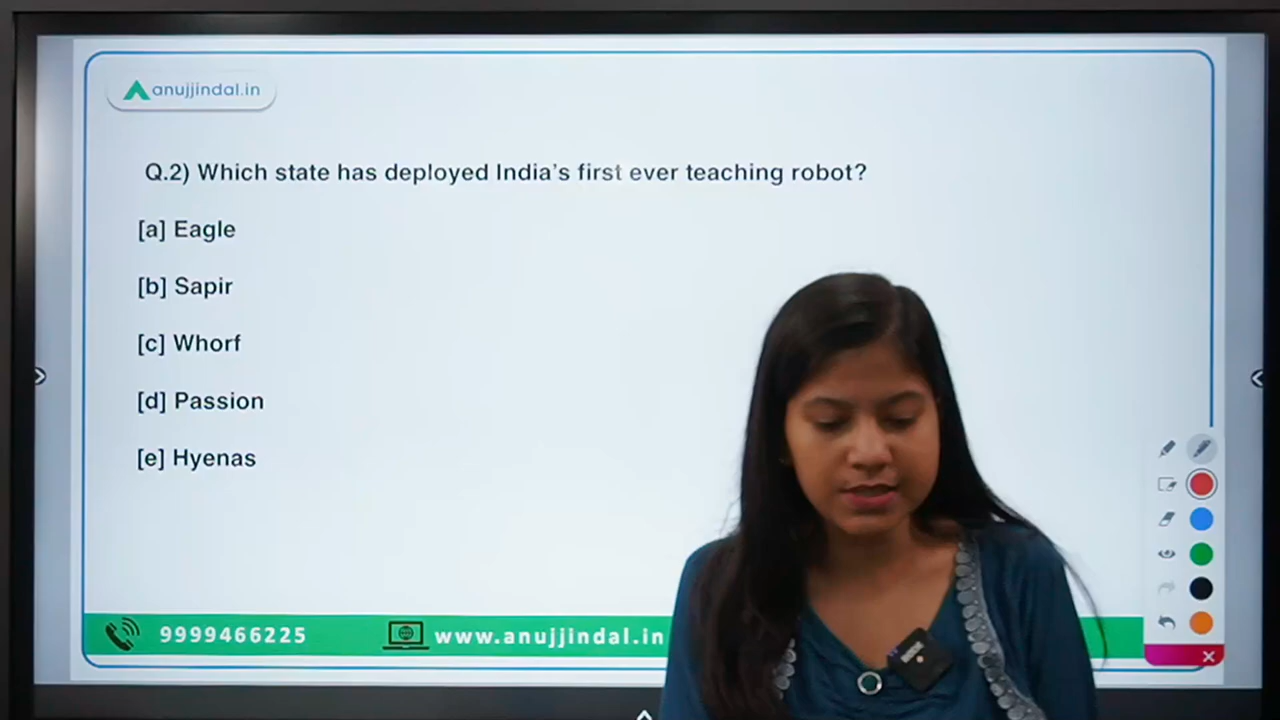 anujjindal.in
Q.2) Which state has deployed India's first ever teaching robot?
[a] Eagle
[b] Sapir
[c] Whorf
[d] Passion
[e] Hyenas
9999466225
www.anujjindal.in